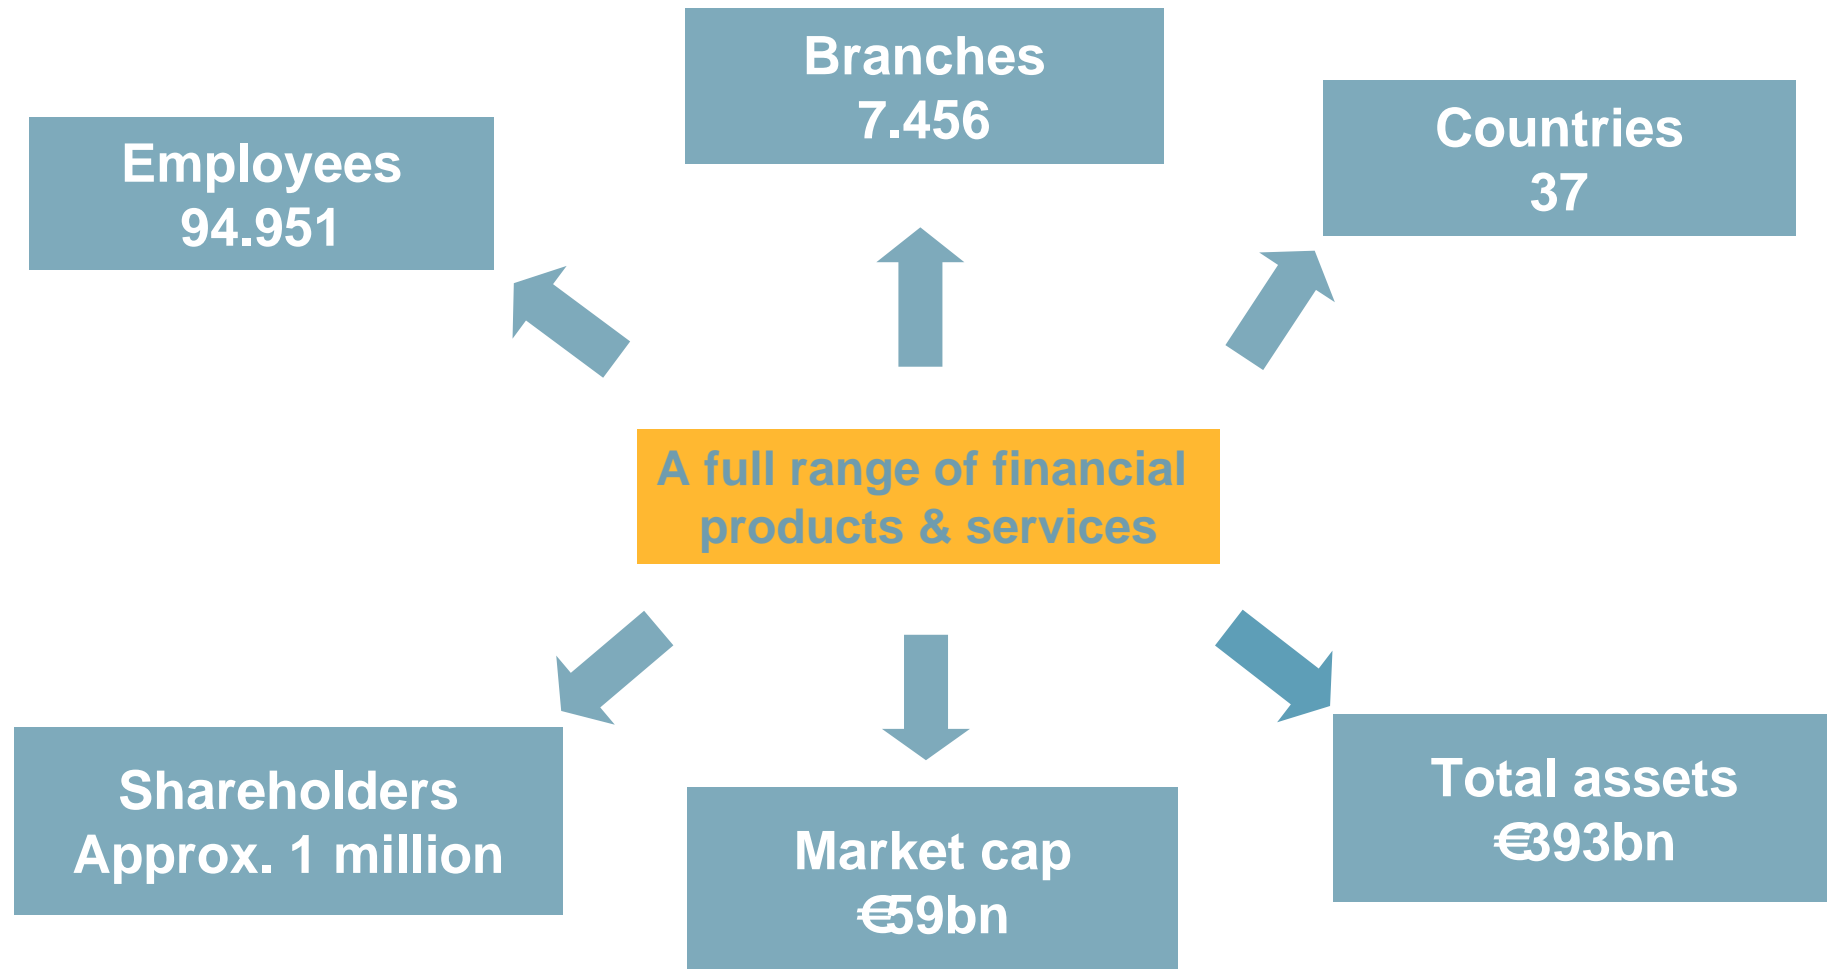 Branches
7.456
Employees
94.951
Countries
37
A full range of financial
products & services
Shareholders
Approx. 1 million
Market cap
€59bn
Total assets
€393bn